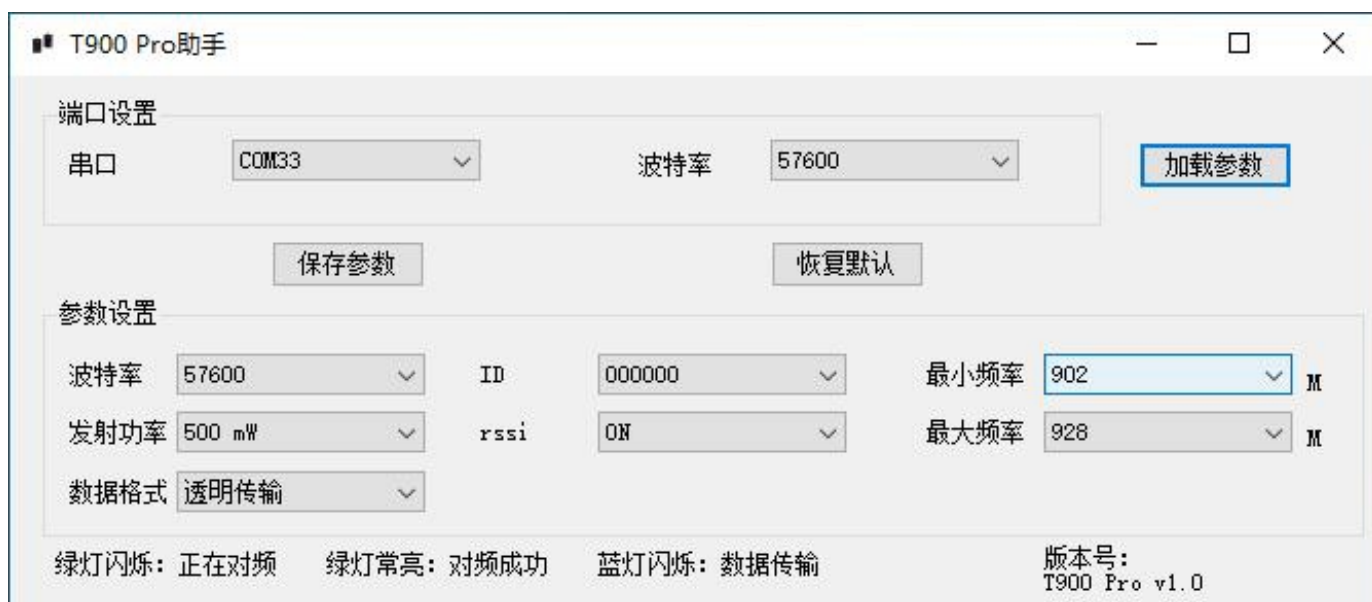 T900 Pro助手
端口设置
串口 COM33 波特率 57600 加载参数
保存参数 恢复默认
参数设置
波特率 57600 ID 000000 最小频率 902 M
发射功率 500 mW rssi ON 最大频率 928 M
数据格式 透明传输
绿灯闪烁：正在对频 绿灯常亮：对频成功 蓝灯闪烁：数据传输 版本号：
T900 Pro v1.0